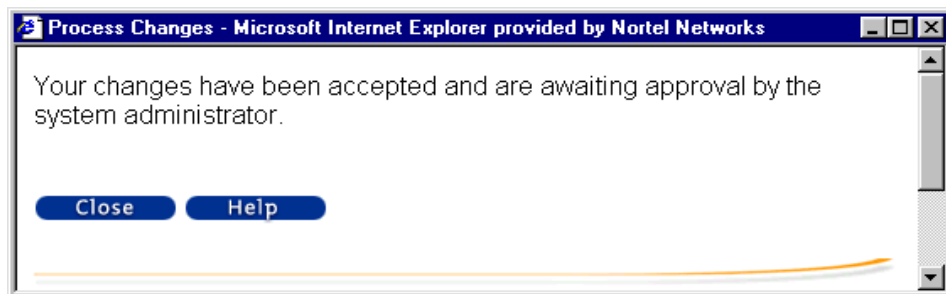 Process Changes - Microsoft Internet Explorer provided by Nortel Networks
Your changes have been accepted and are awaiting approval by the
system administrator.
Close Help